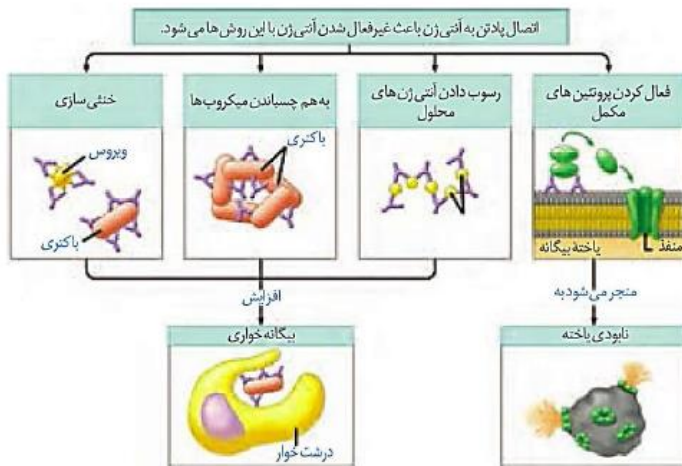 اتصال پادتن به آنتی ژن باعث غیرفعال شدن آنتی ژن با این روش ها می شود.
فعال کردن پروتئین های
مکمل
رسوب دادن آنتی ژن های
محلول
به هم چسباندن میکروب ها
خنثی سازی
منفذ
یاخته بیگانه
باکتری
ویروس
باکتری
منجر می شود به
افزایش
نابودی یاخته
بیگانه خواری
درشت خوار